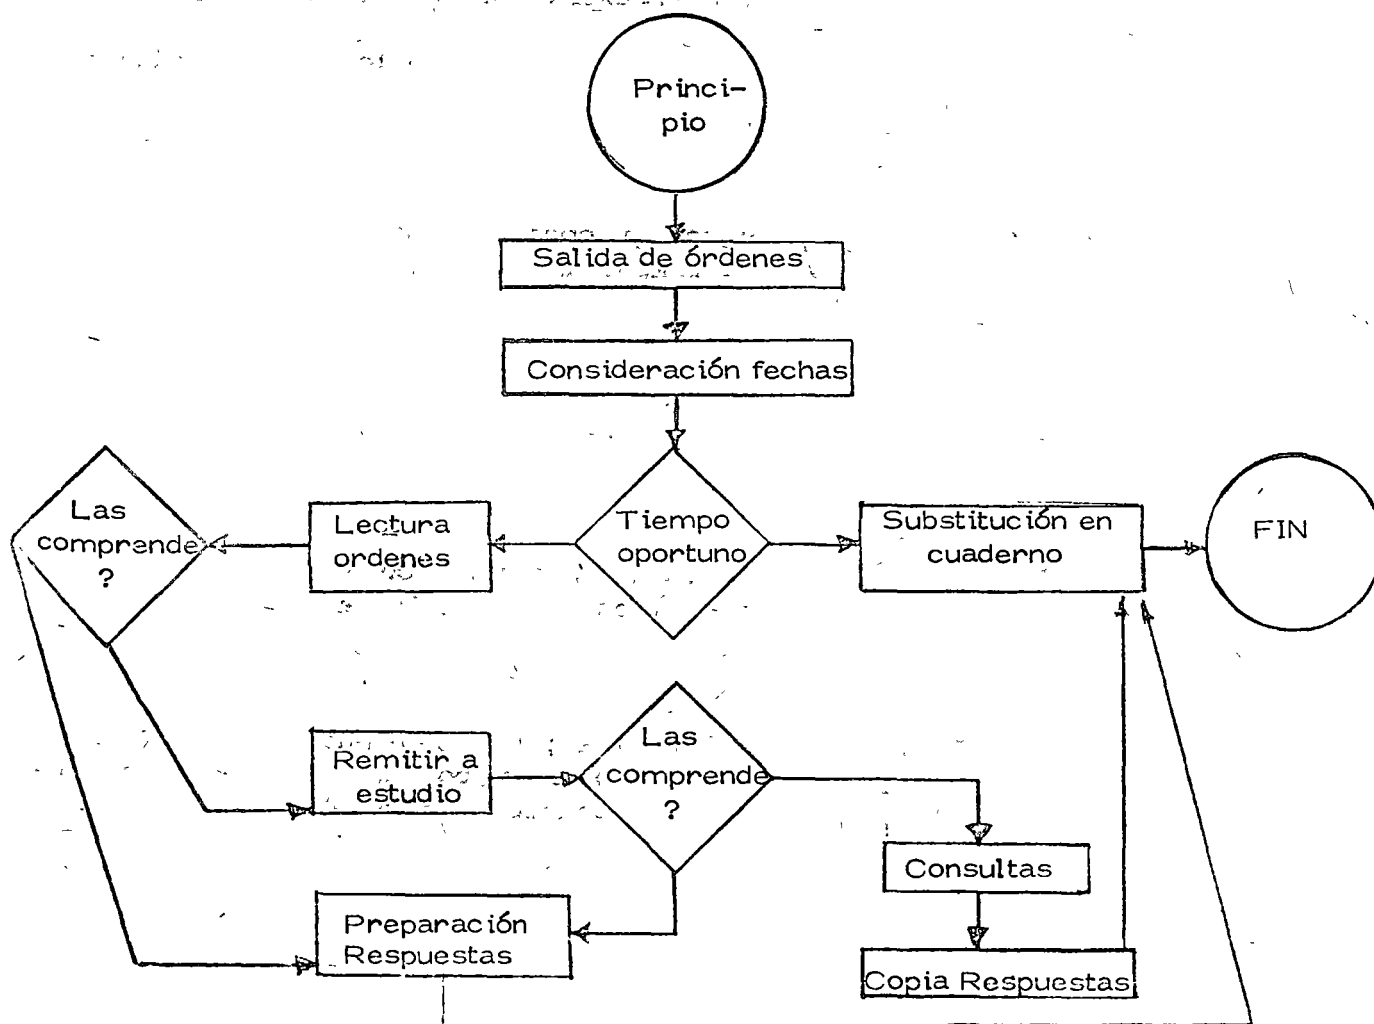 Princi-
pio
Salida de órdenes
Consideración fechas
Las
comprende
?
Lectura
ordenes
Tiempo
oportuno
Substitución en
cuaderno
FIN
Remitir a
estudio
Las
comprende
?
Consultas
Preparación
Respuestas
Copia Respuestas